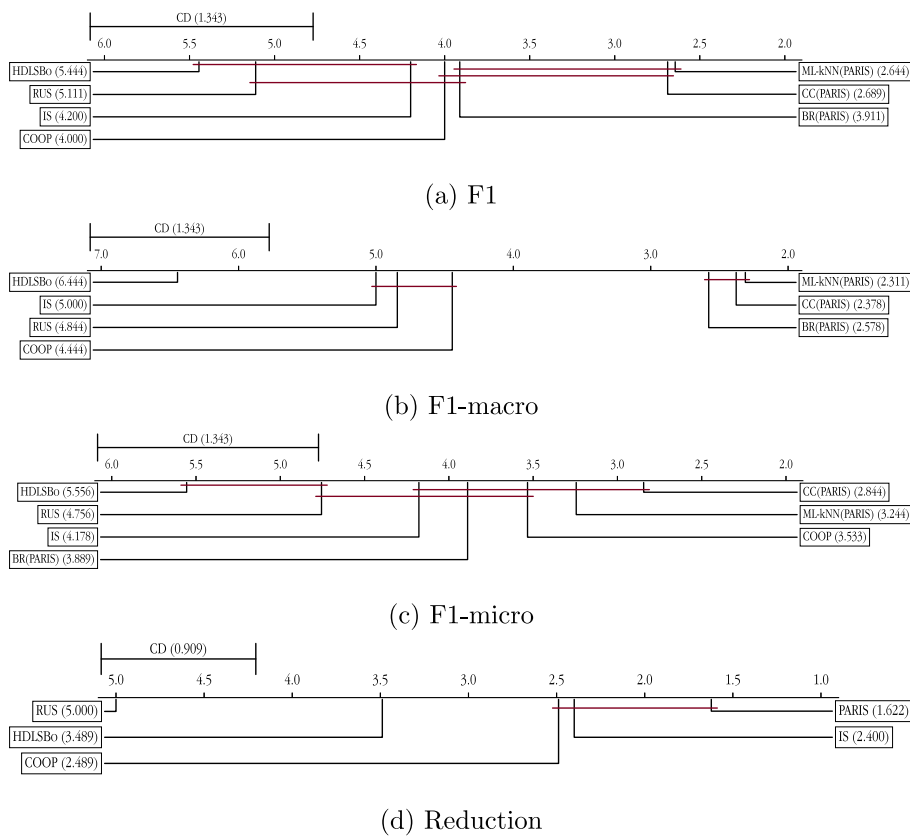 CD (1.343)
6.0 5.5 5.0 4.5 4.0 3.5 3.0 2.5 2.0
HDLSBo (5.444) ML-kNN(PARIS) (2.644)
RUS (5.111) CC(PARIS) (2.689)
IS (4.200) BR(PARIS) (3.911)
COOP (4.000)
(a) F1
CD (1.343)
7.0 6.0 5.0 4.0 3.0 2.0
HDLSBo (6.444) ML-kNN(PARIS) (2.311)
IS (5.000) CC(PARIS) (2.378)
RUS (4.844) BR(PARIS) (2.578)
COOP (4.444)
(b) F1-macro
CD (1.343)
6.0 5.5 5.0 4.5 4.0 3.5 3.0 2.5 2.0
HDLSBo (5.556) CC(PARIS) (2.844)
RUS (4.756) ML-kNN(PARIS) (3.244)
IS (4.178) COOP (3.533)
BR(PARIS) (3.889)
(c) F1-micro
CD (0.909)
5.0 4.5 4.0 3.5 3.0 2.5 2.0 1.5 1.0
RUS (5.000) PARIS (1.622)
HDLSBo (3.489) IS (2.400)
COOP (2.489)
(d) Reduction